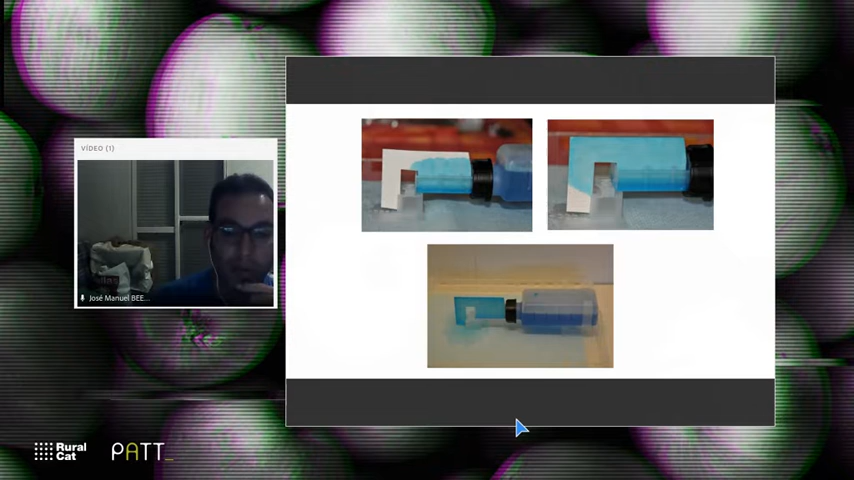 VÍDEO (1)
José Manuel BEE...
Rural
Cat
PATT_